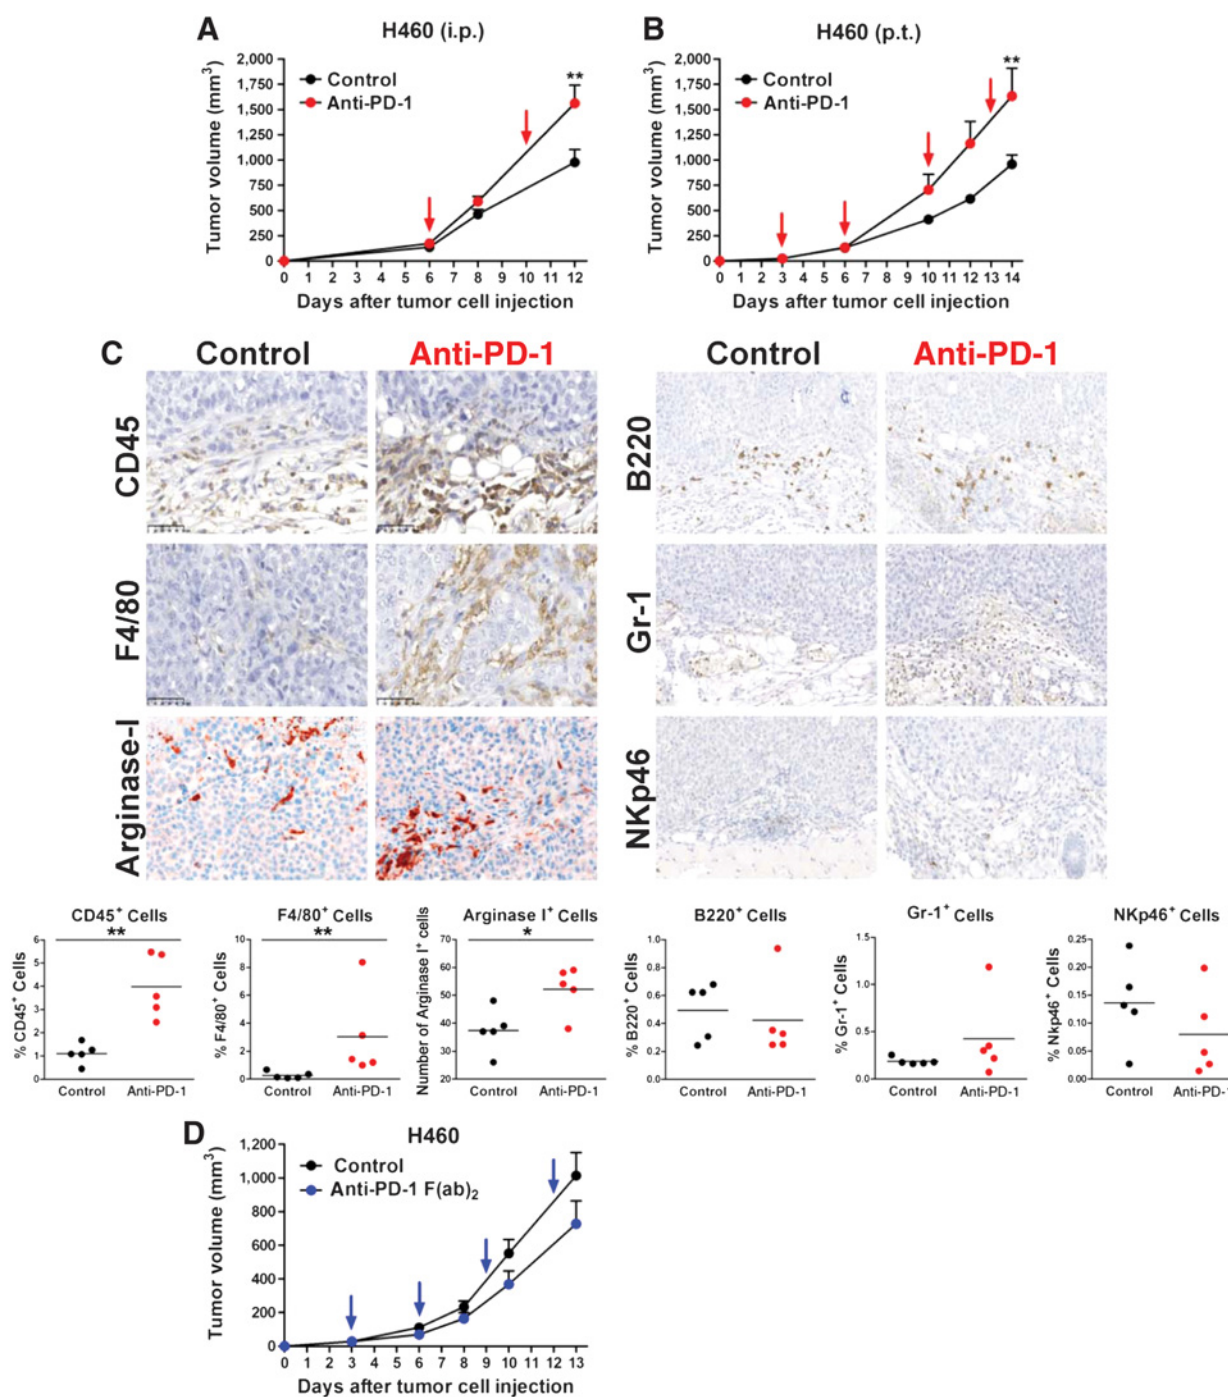 A
H460 (i.p.)
Tumor volume (mm³)
2,000
1,750
1,500
1,250
1,000
750
500
250
0
Control
Anti-PD-1
**
0 1 2 3 4 5 6 7 8 9 10 11 12
Days after tumor cell injection
B
H460 (p.t.)
Tumor volume (mm³)
2,000
1,750
1,500
1,250
1,000
750
500
250
0
Control
Anti-PD-1
**
0 1 2 3 4 5 6 7 8 9 10 11 12 13 14
Days after tumor cell injection
C
Control Anti-PD-1
Control Anti-PD-1
CD45
F4/80
Arginase-I
B220
Gr-1
NKp46
CD45⁺ Cells
**
% CD45⁺ Cells
6
5
4
3
2
1
0
Control Anti-PD-1
F4/80⁺ Cells
**
% F4/80⁺ Cells
10
8
6
4
2
0
Control Anti-PD-1
Arginase I⁺ Cells
*
Number of Arginase I⁺ cells
70
60
50
40
30
20
Control Anti-PD-1
B220⁺ Cells
% B220⁺ Cells
1.0
0.8
0.6
0.4
0.2
0.0
Control Anti-PD-1
Gr-1⁺ Cells
% Gr-1⁺ Cells
1.5
1.0
0.5
0.0
Control Anti-PD-1
NKp46⁺ Cells
% Nkp46⁺ Cells
0.25
0.20
0.15
0.10
0.05
0.00
Control Anti-PD-1
D
H460
Tumor volume (mm³)
1,200
1,000
800
600
400
200
0
Control
Anti-PD-1 F(ab)₂
0 1 2 3 4 5 6 7 8 9 10 11 12 13
Days after tumor cell injection